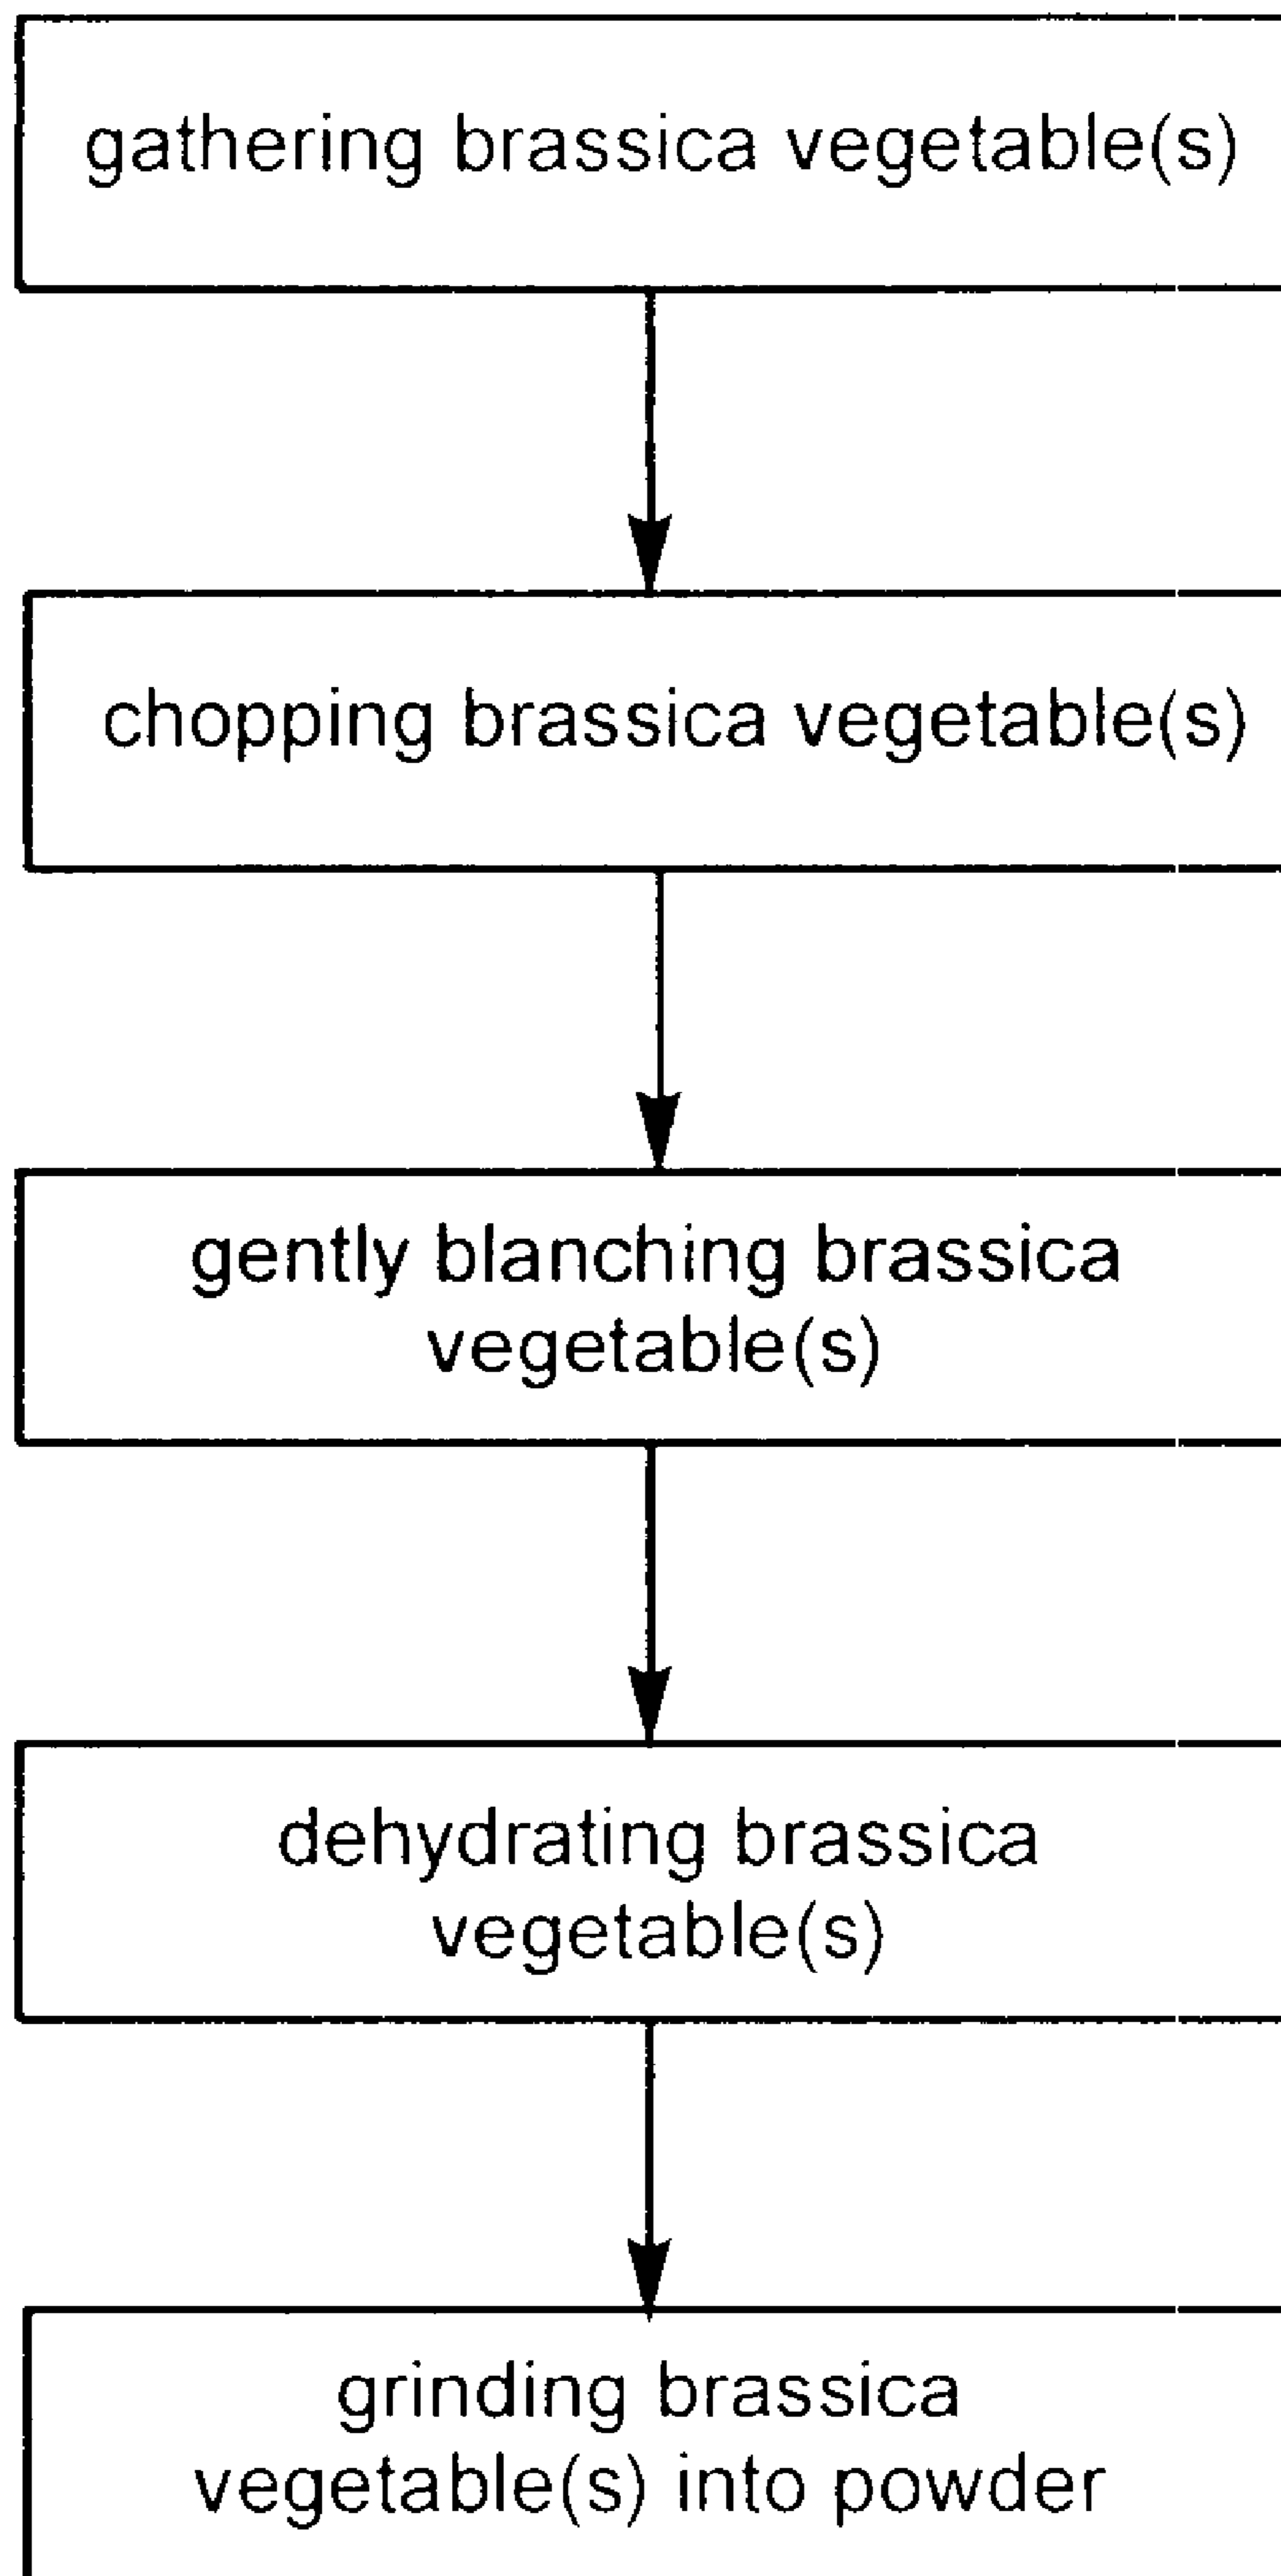 gathering brassica vegetable(s)
chopping brassica vegetable(s)
gently blanching brassica
vegetable(s)
dehydrating brassica
vegetable(s)
grinding brassica
vegetable(s) into powder